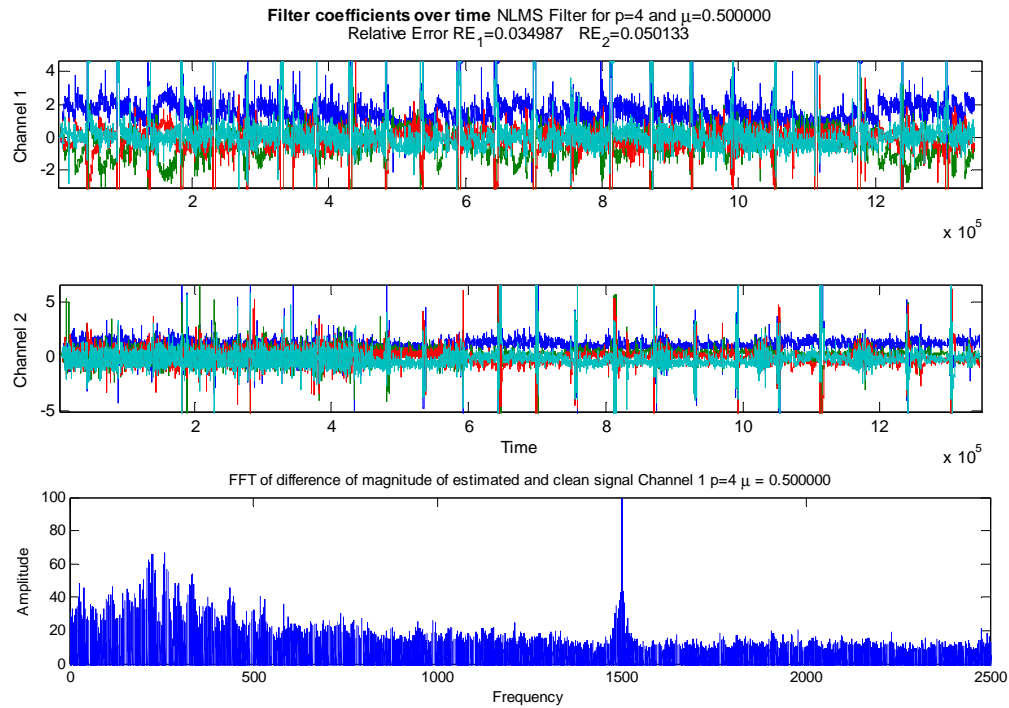 Filter coefficients over time NLMS Filter for p=4 and μ=0.500000
Relative Error RE1=0.034987 RE2=0.050133
Channel 1
4
2
0
-2
2 4 6 8 10 12
x 10^5
Channel 2
5
0
-5
2 4 6 8 10 12
Time
x 10^5
FFT of difference of magnitude of estimated and clean signal Channel 1 p=4 μ = 0.500000
Amplitude
100
80
60
40
20
0
0 500 1000 1500 2000 2500
Frequency